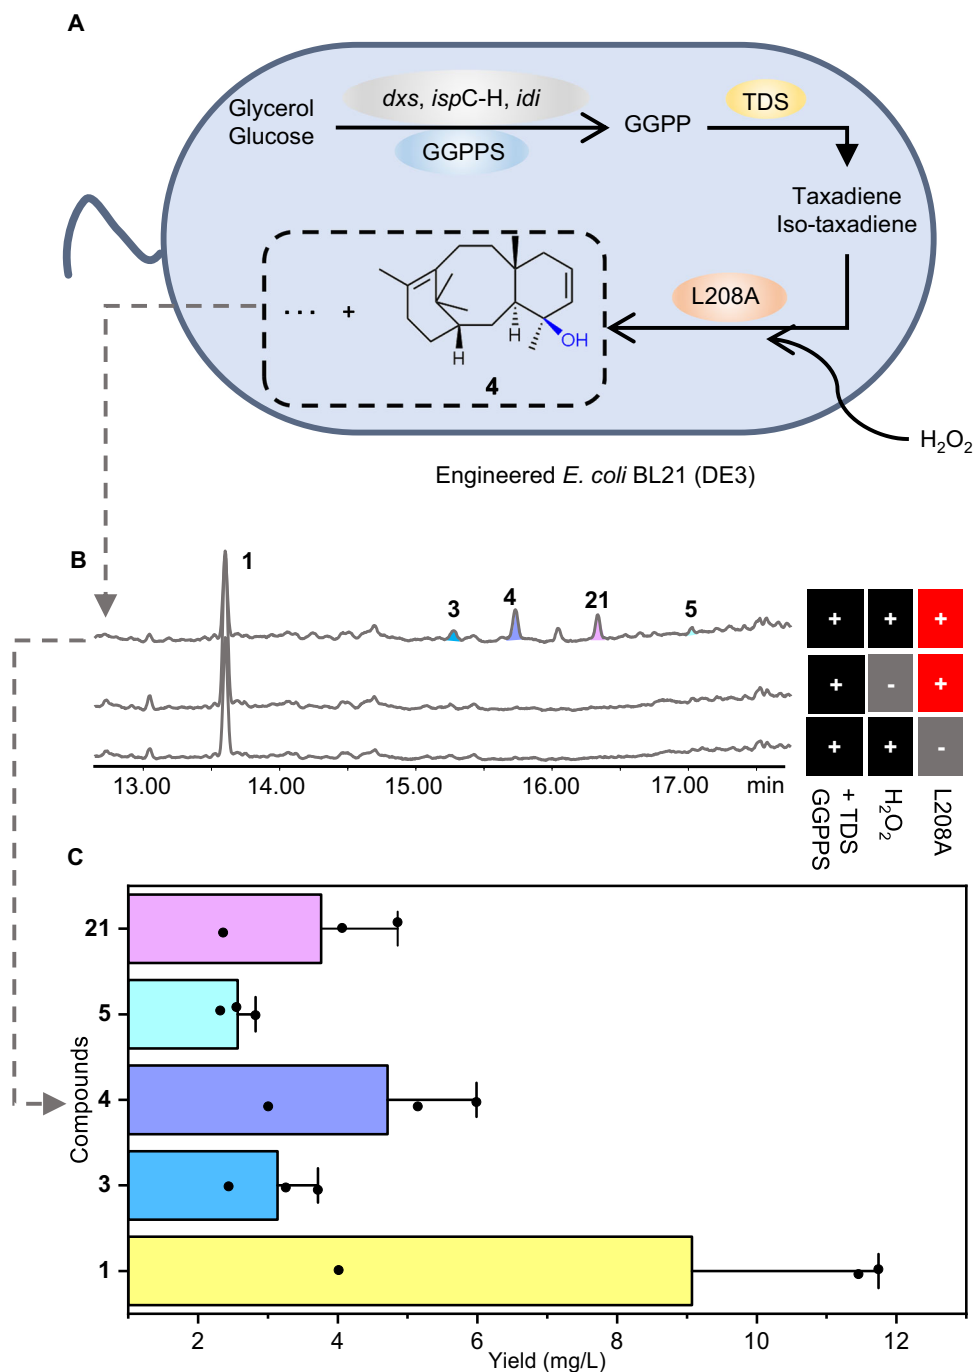 A
Glycerol
Glucose
dxs, ispC-H, idi
GGPPS
GGPP
TDS
Taxadiene
Iso-taxadiene
L208A
H₂O₂
... +
H
H
OH
4
Engineered E. coli BL21 (DE3)
B
1
3
4
21
5
+ + +
+ - +
+ + -
13.00 14.00 15.00 16.00 17.00 min
GGPPS
+ TDS
H₂O₂
L208A
C
Compounds
21
5
4
3
1
2 4 6 8 10 12
Yield (mg/L)